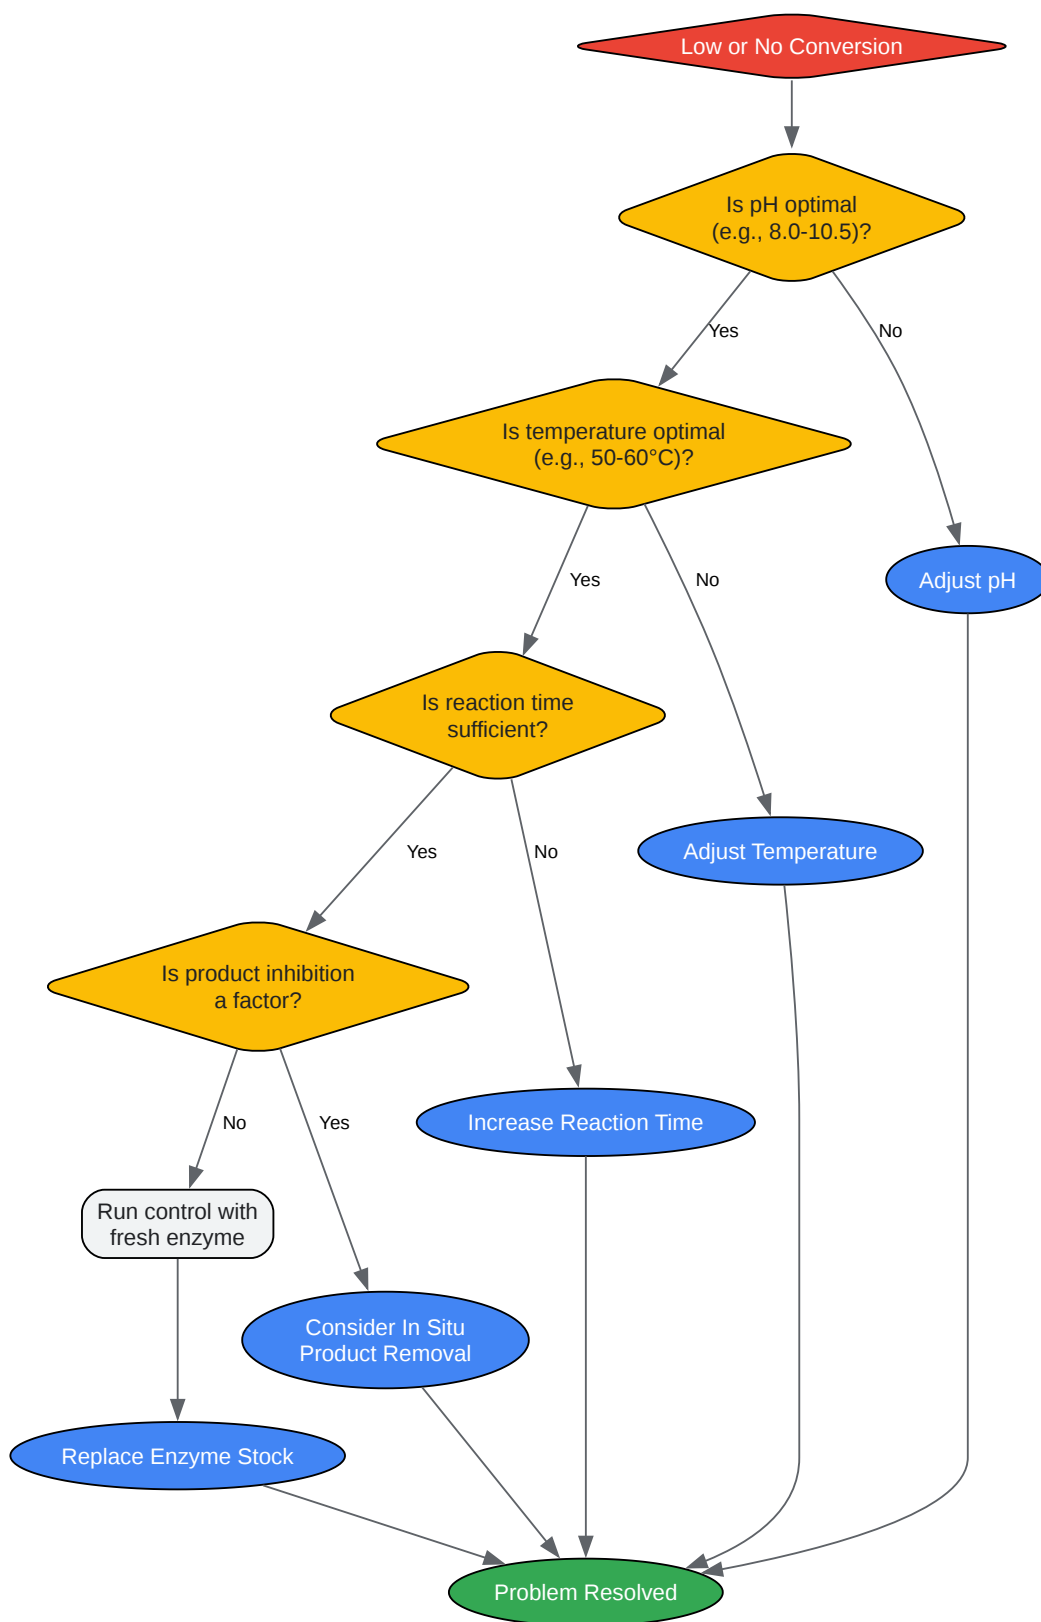 Low or No Conversion
Is pH optimal
(e.g., 8.0-10.5)?
Yes
No
Is temperature optimal
(e.g., 50-60°C)?
Yes
No
Adjust pH
Is reaction time
sufficient?
Yes
No
Adjust Temperature
Is product inhibition
a factor?
No
Yes
Increase Reaction Time
Run control with
fresh enzyme
Consider In Situ
Product Removal
Replace Enzyme Stock
Problem Resolved